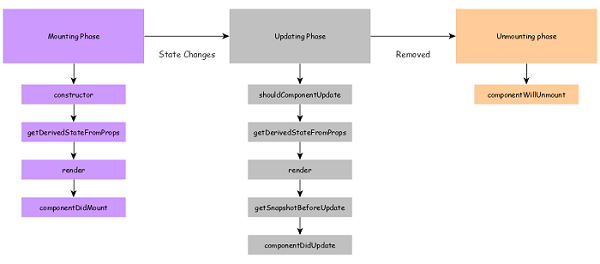 Mounting Phase
State Changes
Updating Phase
Removed
Unmounting phase
constructor
getDerivedStateFromProps
render
componentDidMount
shouldComponentUpdate
getDerivedStateFromProps
render
getSnapshotBeforeUpdate
componentDidUpdate
componentWillUnmount